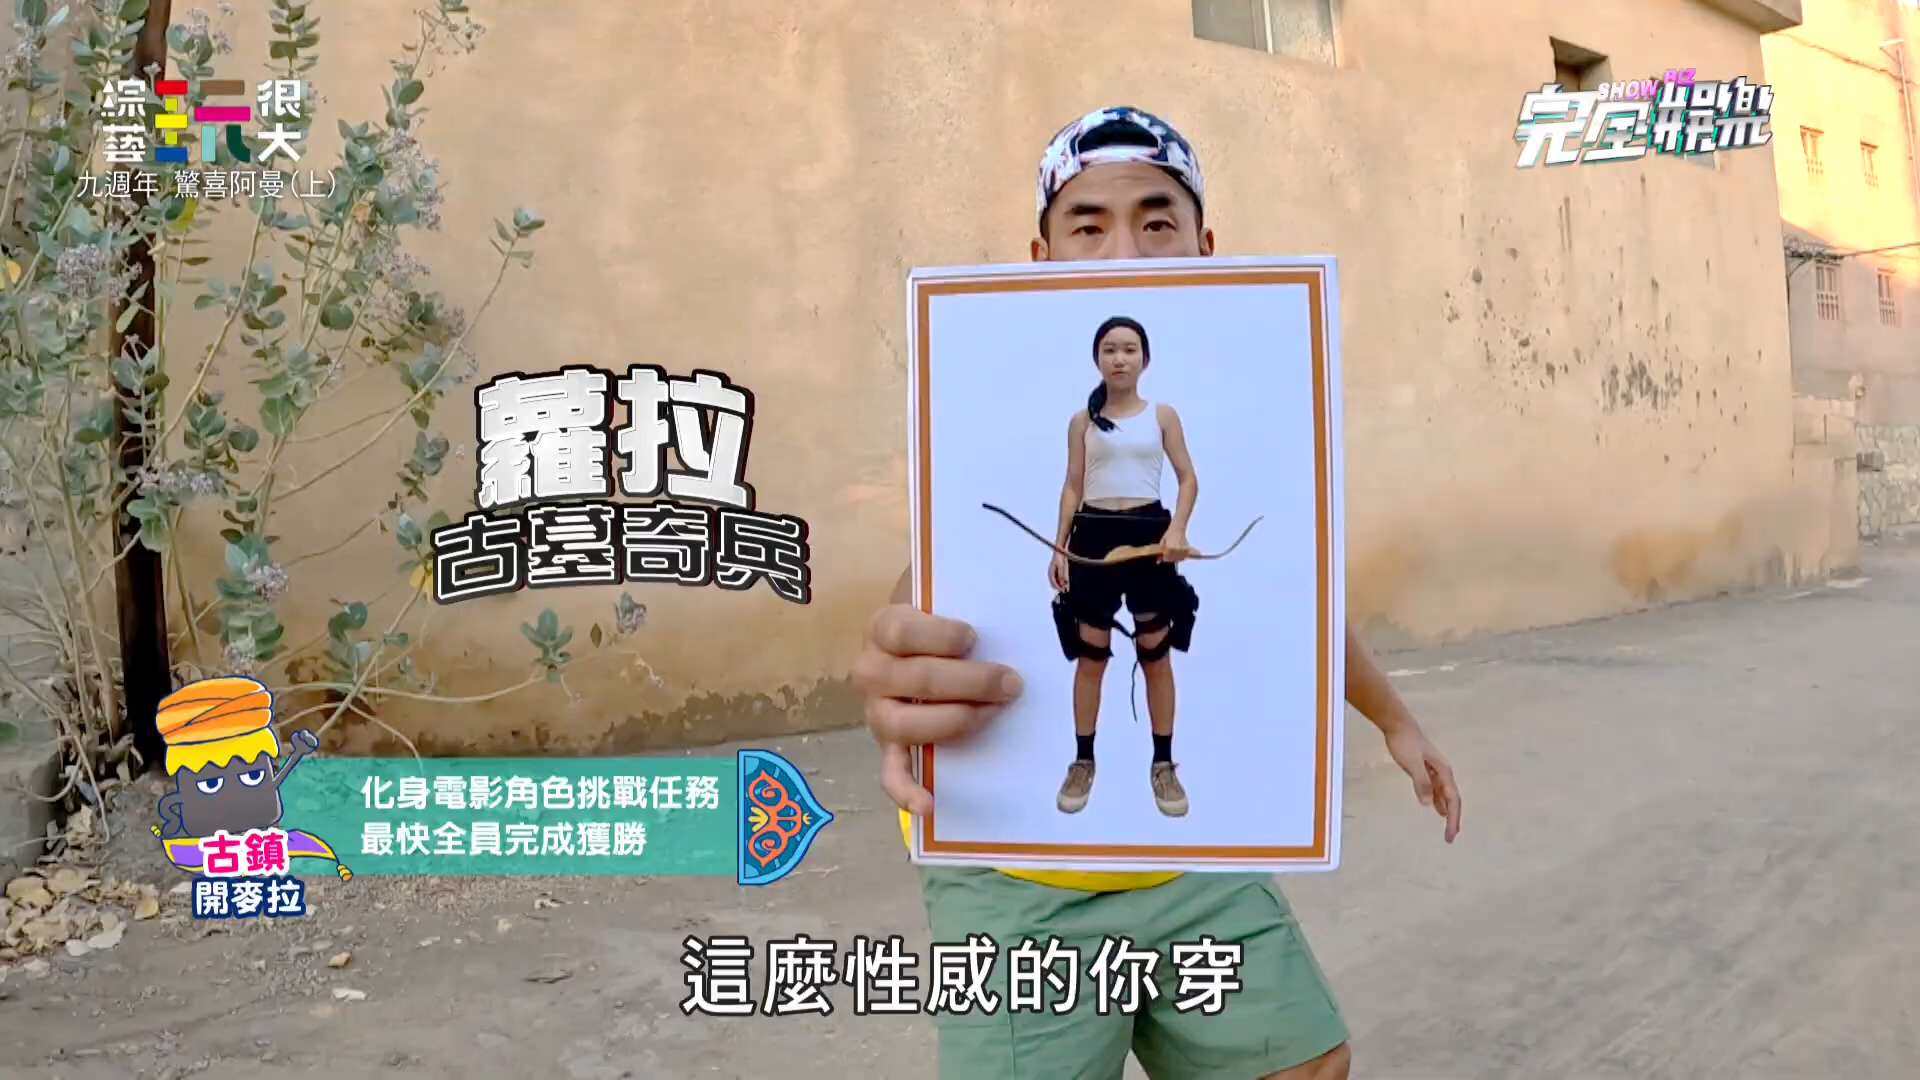 綜藝玩很大
九週年 驚喜阿曼(上)
SHOW BIZ
完全娛樂
蘿拉
古墓奇兵
化身電影角色挑戰任務
最快全員完成獲勝
古鎮
開麥拉
這麼性感的你穿